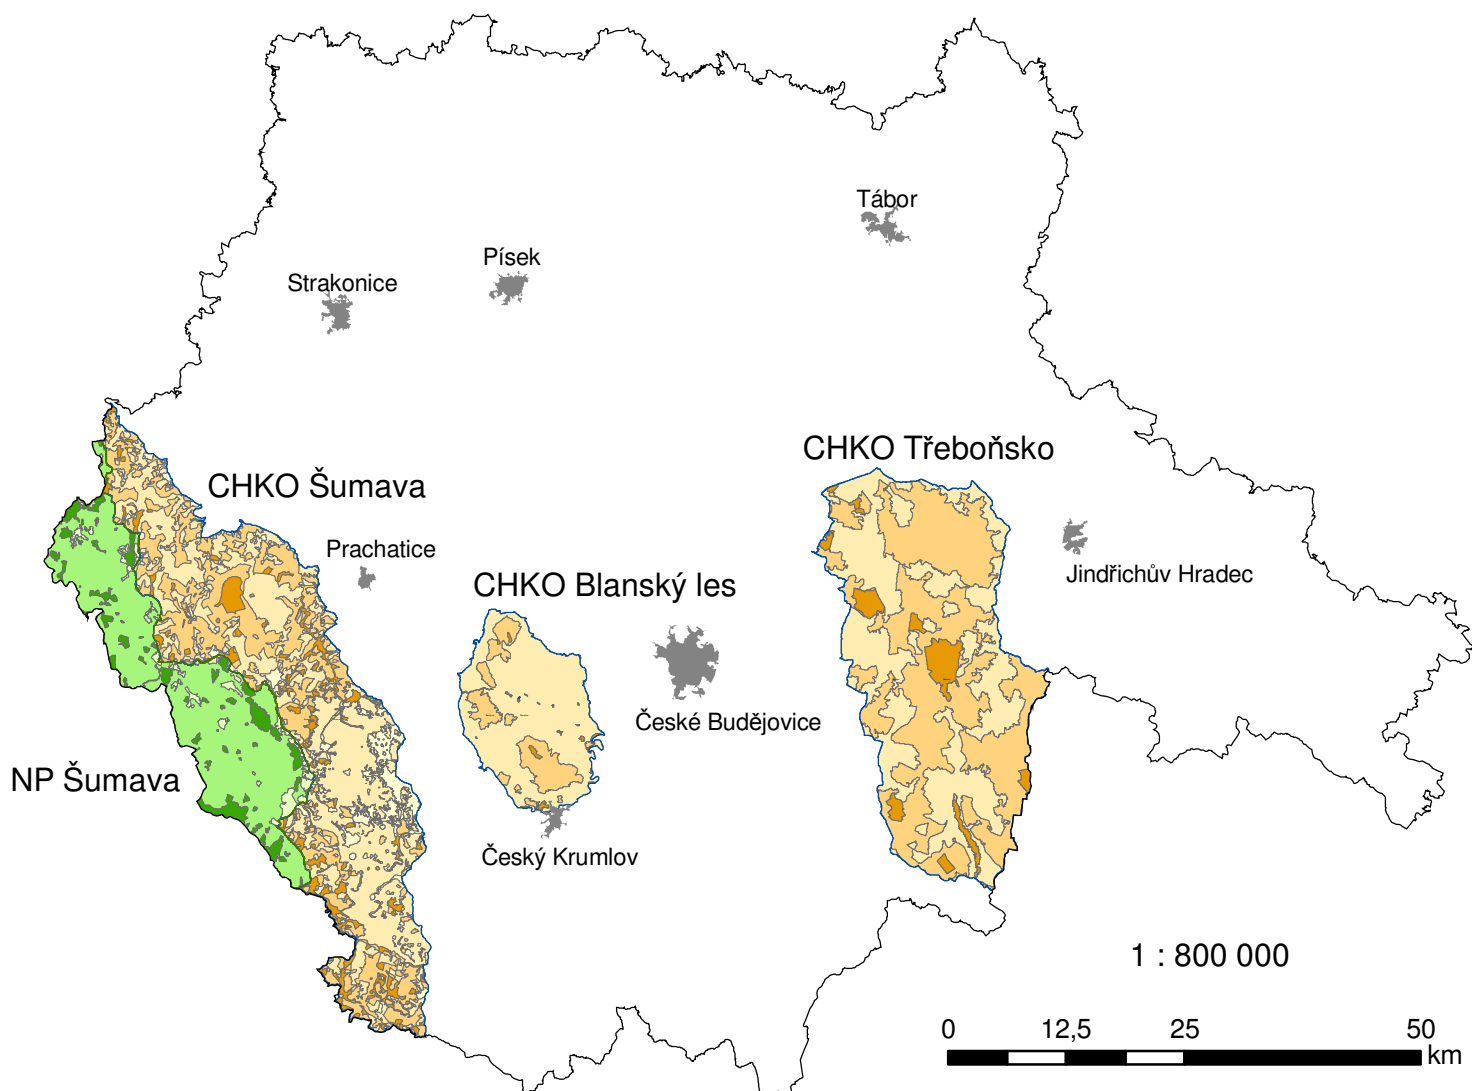 Tábor
Písek
Strakonice
CHKO Třeboňsko
CHKO Šumava
Prachatice
Jindřichův Hradec
CHKO Blanský les
České Budějovice
NP Šumava
Český Krumlov
1 : 800 000
0 12,5 25 50
km